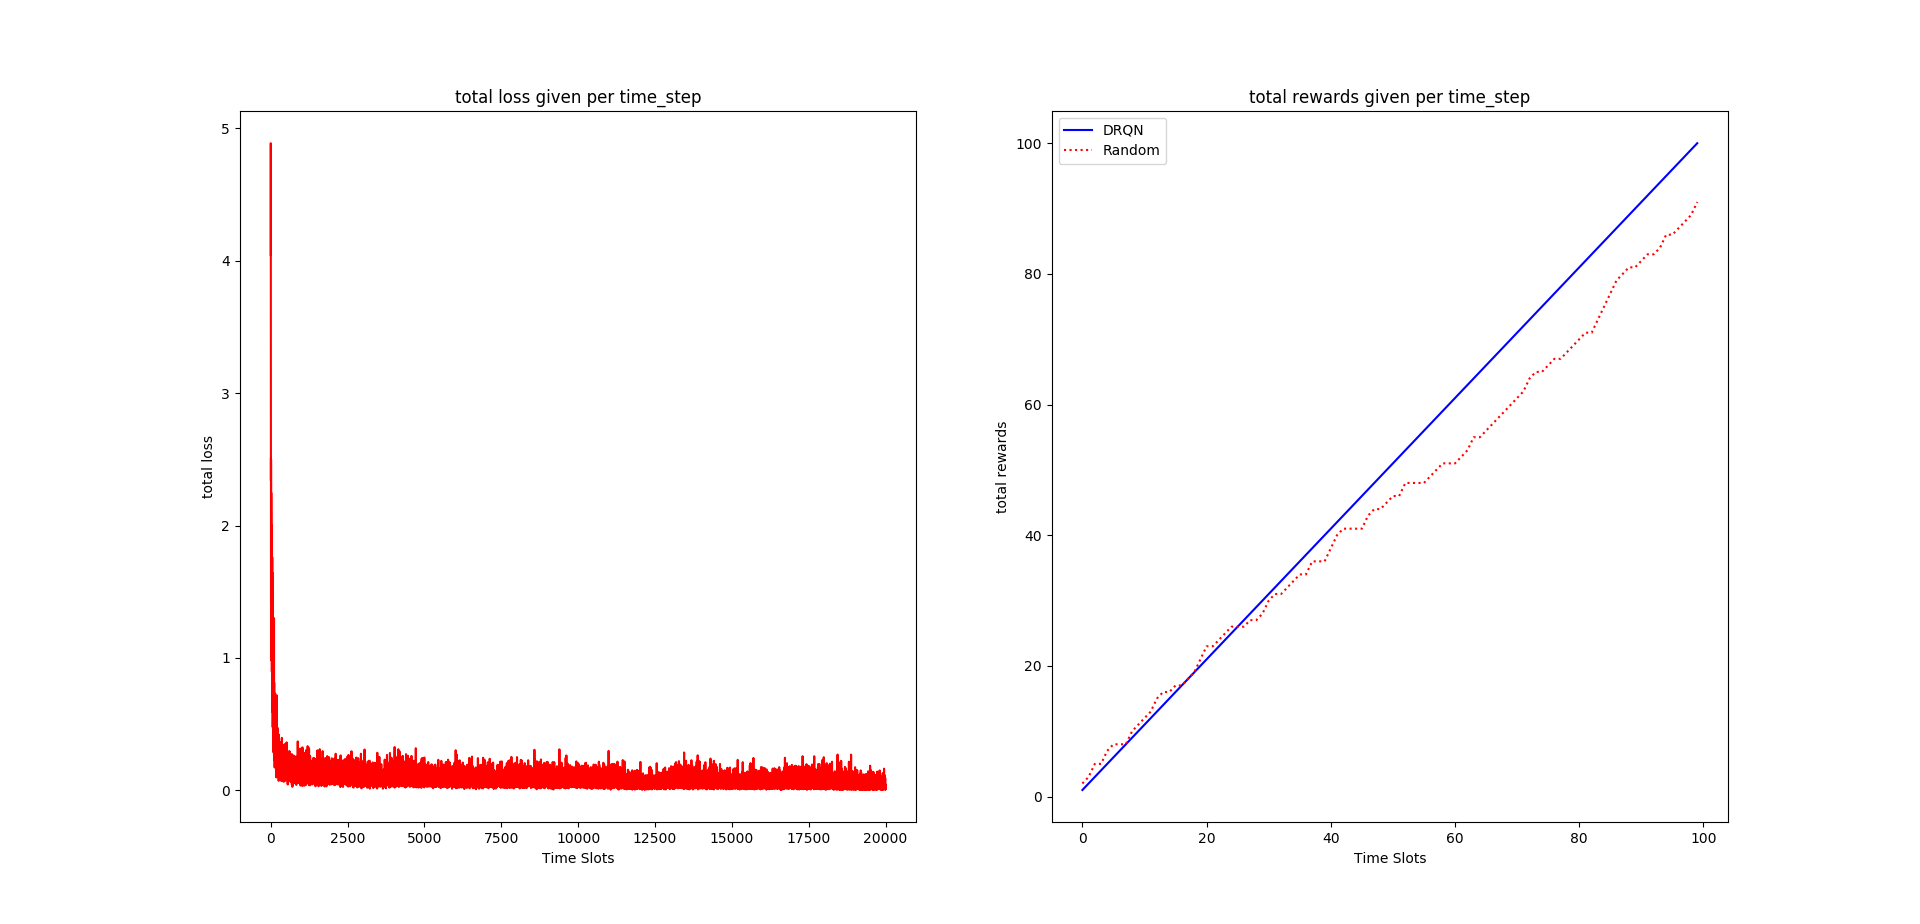 total loss given per time_step
5
4
3
2
1
0
total loss
0 2500 5000 7500 10000 12500 15000 17500 20000
Time Slots
total rewards given per time_step
DRQN
Random
100
80
60
40
20
0
total rewards
0 20 40 60 80 100
Time Slots